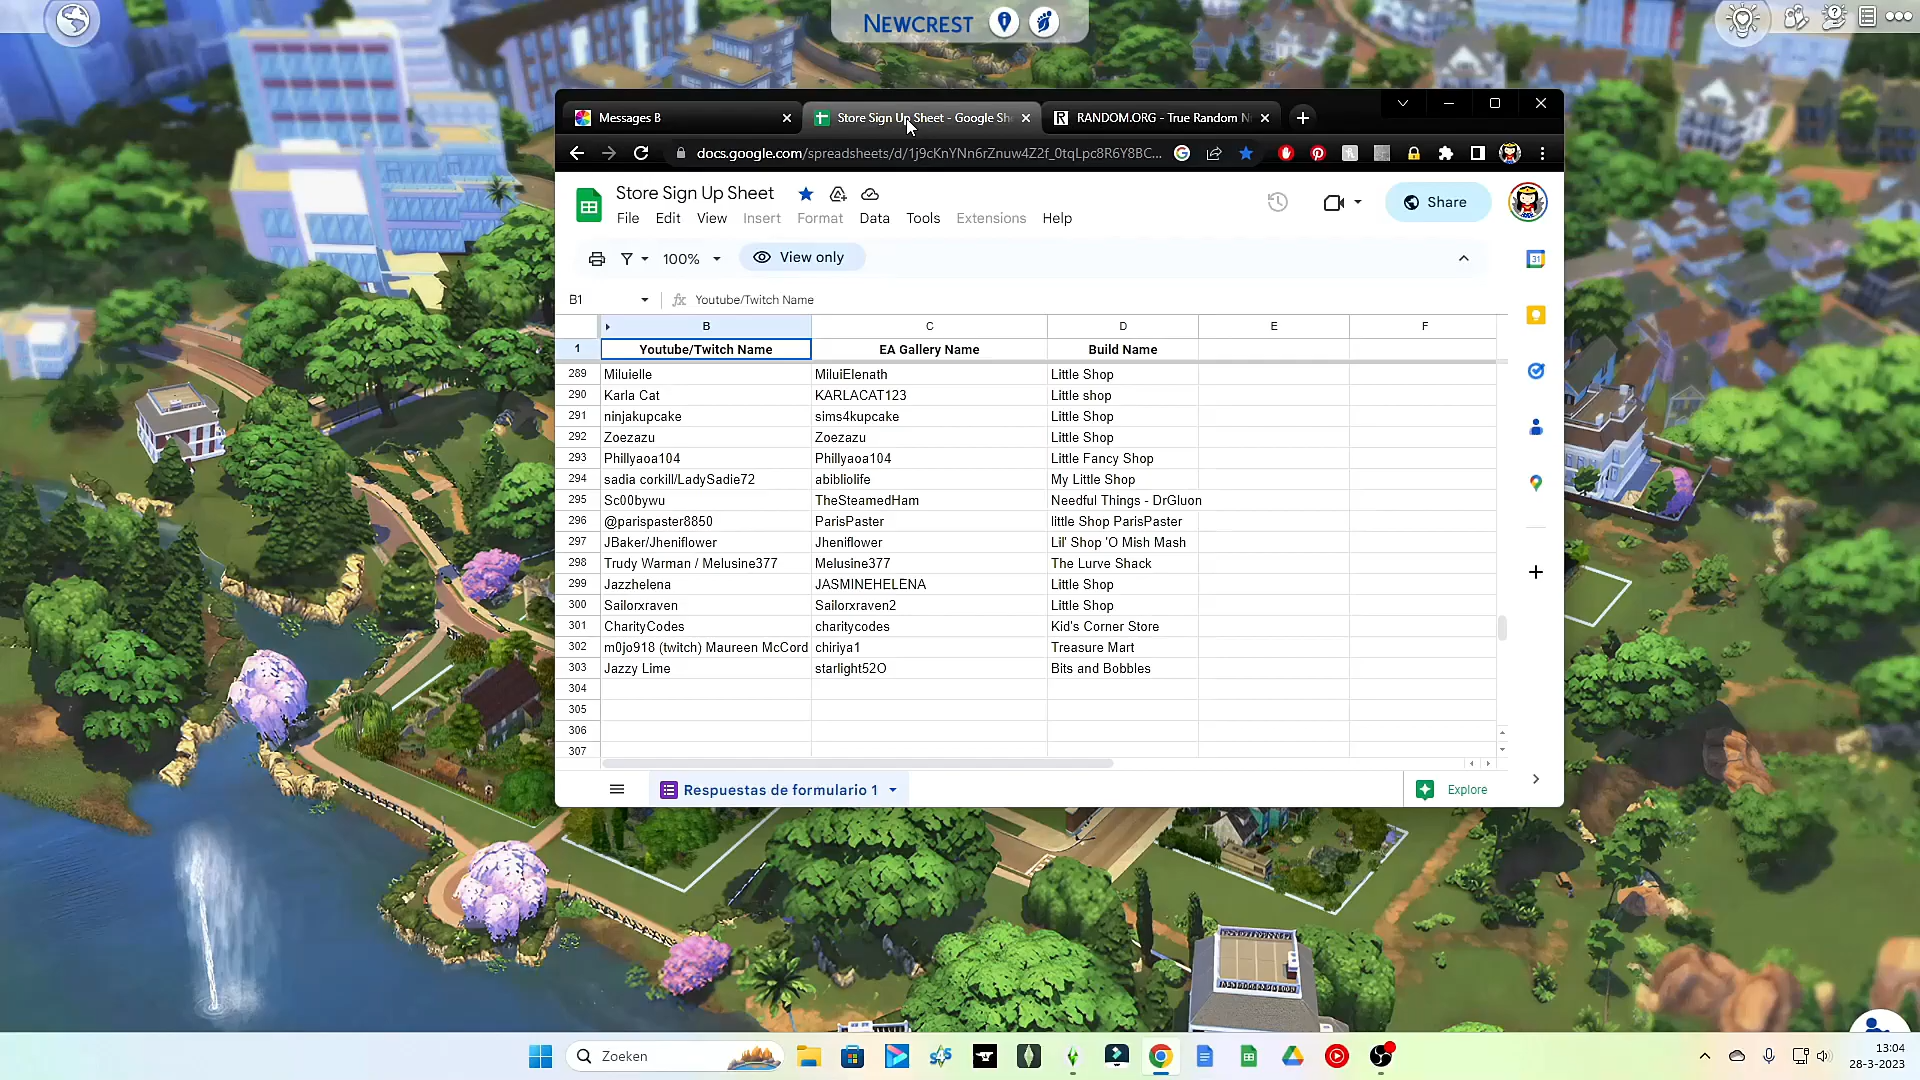 NEWCREST
Messages B
Store Sign Up Sheet - Google Sh
RANDOM.ORG - True Random N
docs.google.com/spreadsheets/d/1j9cKnYNn6rZnuw4Z2f_0tqLpc8R6Y8BC...
Store Sign Up Sheet
File Edit View Insert Format Data Tools Extensions Help
Share
100%
View only
B1
fx Youtube/Twitch Name
B C D E F
1 Youtube/Twitch Name EA Gallery Name Build Name
289 Miluielle MiluiElenath Little Shop
290 Karla Cat KARLACAT123 Little shop
291 ninjakupcake sims4kupcake Little Shop
292 Zoezazu Zoezazu Little Shop
293 Phillyaoa104 Phillyaoa104 Little Fancy Shop
294 sadia corkill/LadySadie72 abibliolife My Little Shop
295 Sc00bywu TheSteamedHam Needful Things - DrGluon
296 @parispaster8850 ParisPaster little Shop ParisPaster
297 JBaker/Jheniflower Jheniflower Lil' Shop 'O Mish Mash
298 Trudy Warman / Melusine377 Melusine377 The Lurve Shack
299 Jazzhelena JASMINEHELENA Little Shop
300 Sailorxraven Sailorxraven2 Little Shop
301 CharityCodes charitycodes Kid's Corner Store
302 m0jo918 (twitch) Maureen McCord chiriya1 Treasure Mart
303 Jazzy Lime starlight52O Bits and Bobbles
304
305
306
307
Respuestas de formulario 1
Explore
31
Zoeken
13:04
28-3-2023